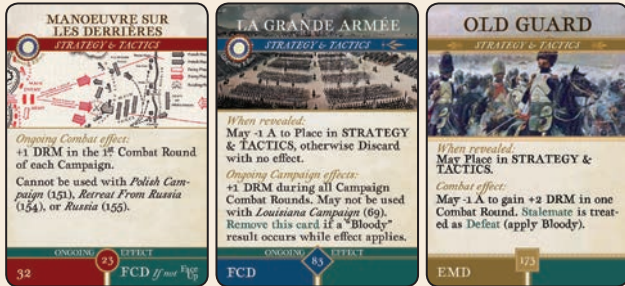 MANOEUVRE SUR
LES DERRIÈRES
STRATEGY & TACTICS
Ongoing Combat effect:
+1 DRM in the 1st Combat Round
of each Campaign.
Cannot be used with Polish Cam-
paign (151), Retreat From Russia
(154), or Russia (155).
ONGOING EFFECT
32
23
FCD If not Face Up
LA GRANDE ARMÉE
STRATEGY & TACTICS
When revealed:
May -1 A to Place in STRATEGY
& TACTICS, otherwise Discard
with no effect.
Ongoing Campaign effects:
+1 DRM during all Campaign
Combat Rounds. May not be used
with Louisiana Campaign (69).
Remove this card if a "Bloody"
result occurs while effect applies.
ONGOING EFFECT
FCD
83
OLD GUARD
STRATEGY & TACTICS
When revealed:
May Place in STRATEGY &
TACTICS.
Combat effect:
May -1 A to gain +2 DRM in one
Combat Round. Stalemate is treat-
ed as Defeat (apply Bloody).
EMD
173